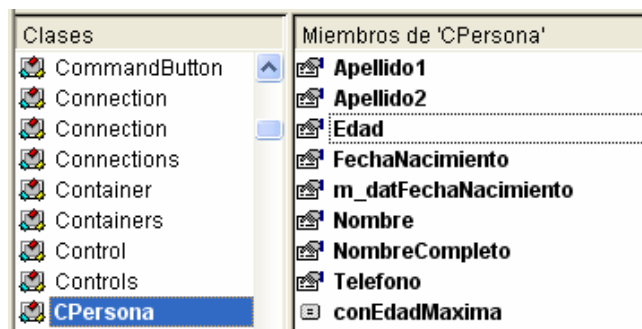 Clases
CommandButton
Connection
Connection
Connections
Container
Containers
Control
Controls
CPersona
Miembros de 'CPersona'
Apellido1
Apellido2
Edad
FechaNacimiento
m_datFechaNacimiento
Nombre
NombreCompleto
Telefono
conEdadMaxima